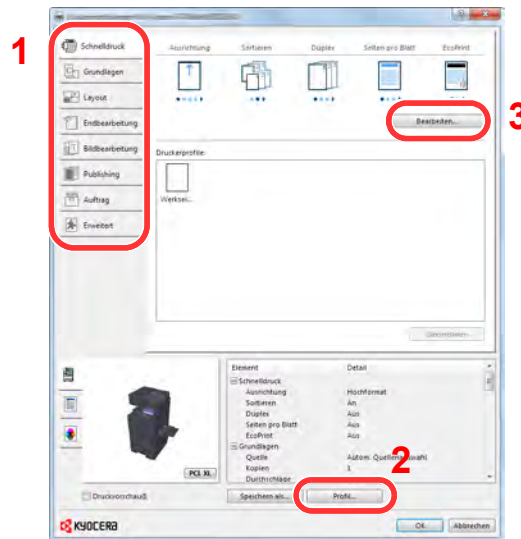 1
Schnelldruck
Grundlagen
Layout
Endbearbeitung
Bildbearbeitung
Publishing
Auftrag
Erweitert
Ausrichtung Sortieren Duplex Seiten pro Blatt EcoPrint
Bearbeiten...
3
Druckerprofile:
Werksei...
Element Detail
Schnelldruck
Ausrichtung Hochformat
Sortieren An
Duplex Aus
Seiten pro Blatt Aus
EcoPrint Aus
Grundlagen
Quelle Autom. Quellenauswahl
Kopien 1
Durchschläge
2
PCL XL
Druckvorschau
Speichern als... Profil...
KYOCERA
OK Abbrechen